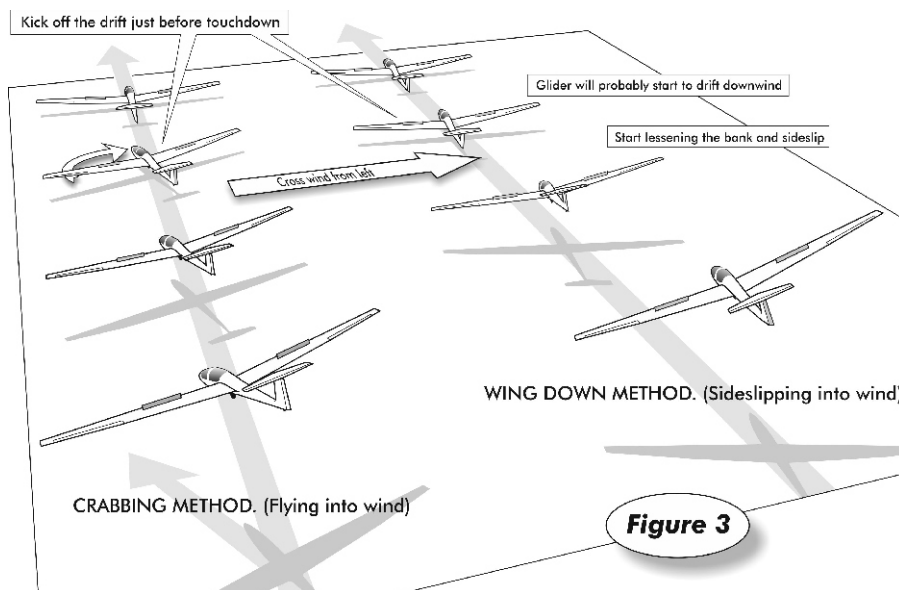 Kick off the drift just before touchdown
Glider will probably start to drift downwind
Start lessening the bank and sideslip
Cross wind from left
WING DOWN METHOD. (Sideslipping into wind)
CRABBING METHOD. (Flying into wind)
Figure 3